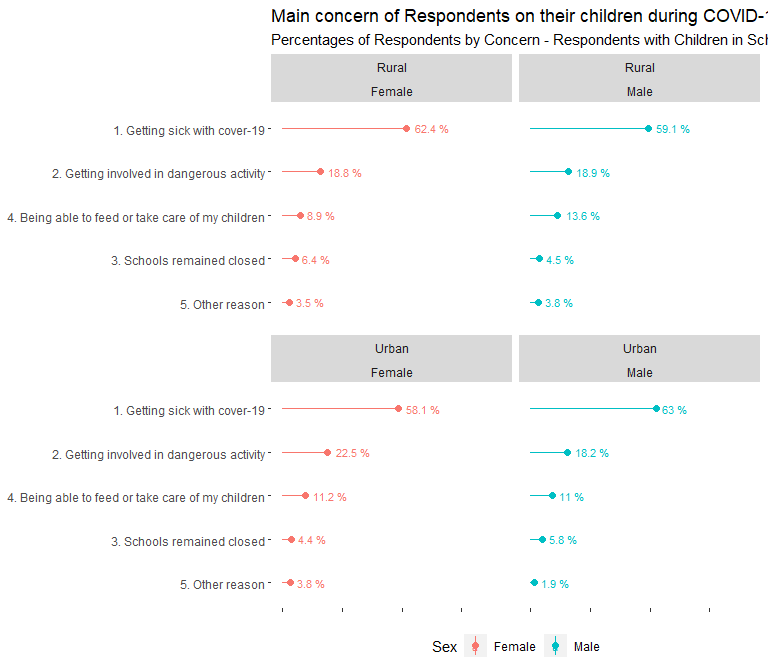 Main concern of Respondents on their children during COVID-
Percentages of Respondents by Concern - Respondents with Children in Sch
Rural
Female
Rural
Male
1. Getting sick with cover-19
62.4 %
59.1 %
2. Getting involved in dangerous activity
18.8 %
18.9 %
4. Being able to feed or take care of my children
8.9 %
13.6 %
3. Schools remained closed
6.4 %
4.5 %
5. Other reason
3.5 %
3.8 %
Urban
Female
Urban
Male
1. Getting sick with cover-19
58.1 %
63 %
2. Getting involved in dangerous activity
22.5 %
18.2 %
4. Being able to feed or take care of my children
11.2 %
11 %
3. Schools remained closed
4.4 %
5.8 %
5. Other reason
3.8 %
1.9 %
Sex Female Male